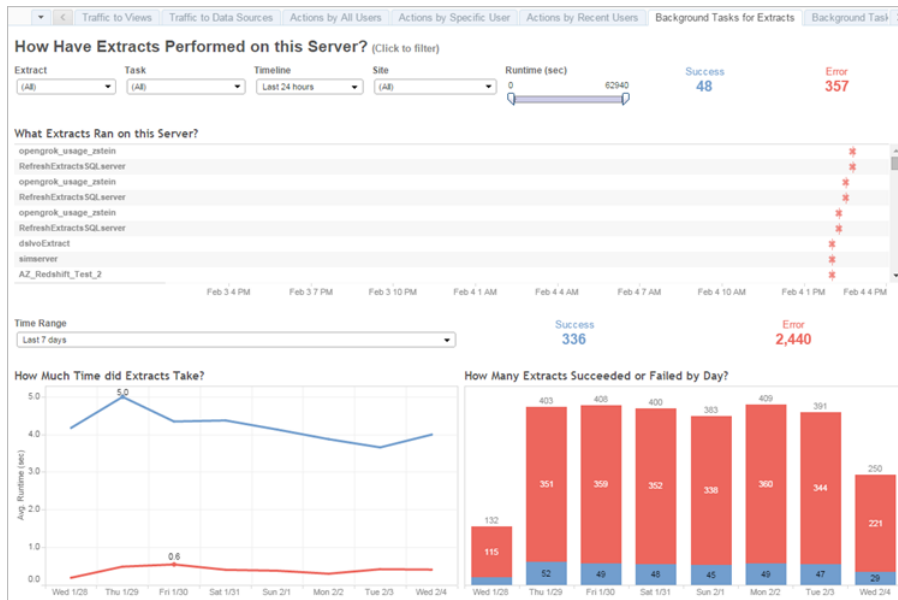 Traffic to Views Traffic to Data Sources Actions by All Users Actions by Specific User Actions by Recent Users Background Tasks for Extracts Background Task
How Have Extracts Performed on this Server? (Click to filter)
Extract Task Timeline Site Runtime (sec) Success Error
(All) (All) Last 24 hours (All) 0 62940 48 357
What Extracts Ran on this Server?
opengrok_usage_zstein
RefreshExtractsSQLserver
opengrok_usage_zstein
RefreshExtractsSQLserver
opengrok_usage_zstein
RefreshExtractsSQLserver
dslvoExtract
simserver
AZ_Redshift_Test_2
Feb 3 4 PM Feb 3 7 PM Feb 3 10 PM Feb 4 1 AM Feb 4 4 AM Feb 4 7 AM Feb 4 10 AM Feb 4 1 PM Feb 4 4 PM
Time Range Success Error
Last 7 days 336 2,440
How Much Time did Extracts Take?
5.0
5.0
4.0
3.0
2.0
1.0
0.6
0.0
Avg. Runtime (sec)
Wed 1/28 Thu 1/29 Fri 1/30 Sat 1/31 Sun 2/1 Mon 2/2 Tue 2/3 Wed 2/4
How Many Extracts Succeeded or Failed by Day?
132 403 408 400 383 409 391 250
115 351 359 352 338 360 344 221
52 49 48 45 49 47 29
Wed 1/28 Thu 1/29 Fri 1/30 Sat 1/31 Sun 2/1 Mon 2/2 Tue 2/3 Wed 2/4